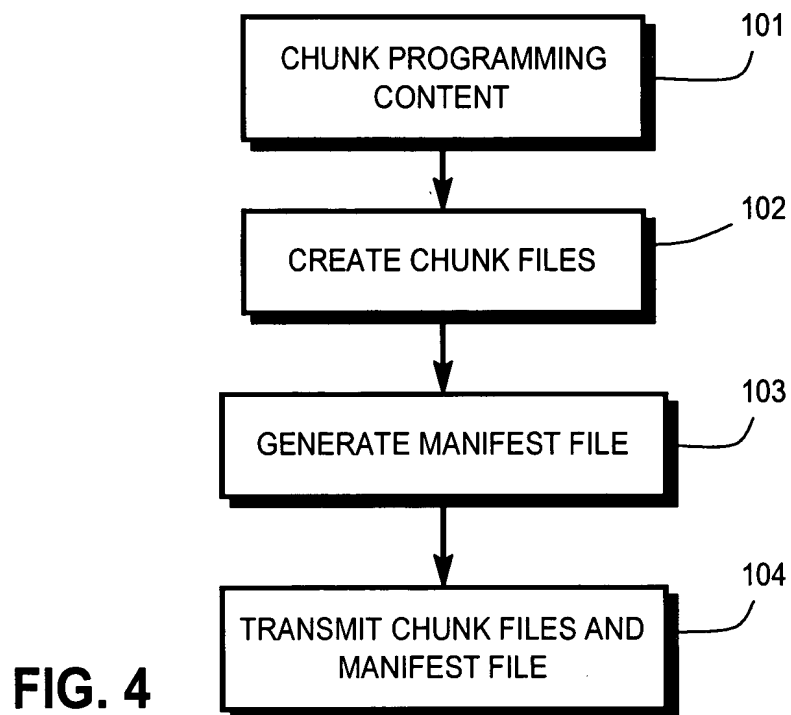 101
CHUNK PROGRAMMING
CONTENT
102
CREATE CHUNK FILES
103
GENERATE MANIFEST FILE
104
TRANSMIT CHUNK FILES AND
MANIFEST FILE
FIG. 4